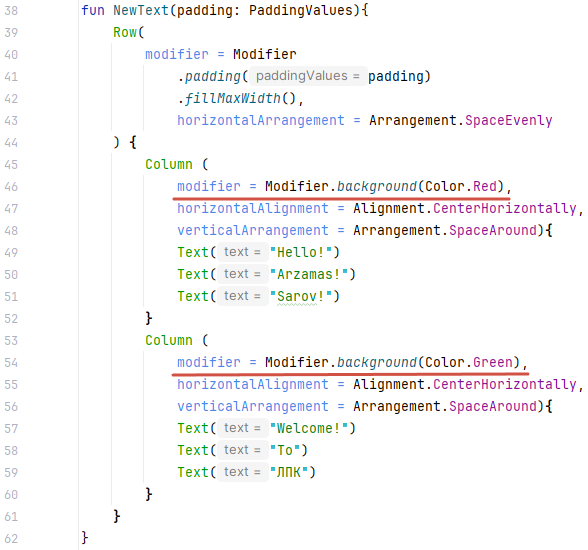 38 fun NewText(padding: PaddingValues){
39 Row(
40 modifier = Modifier
41 .padding( paddingValues = padding)
42 .fillMaxWidth(),
43 horizontalArrangement = Arrangement.SpaceEvenly
44 ) {
45 Column (
46 modifier = Modifier.background(Color.Red),
47 horizontalAlignment = Alignment.CenterHorizontally,
48 verticalArrangement = Arrangement.SpaceAround){
49 Text( text = "Hello!")
50 Text( text = "Arzamas!")
51 Text( text = "Sarov!")
52 }
53 Column (
54 modifier = Modifier.background(Color.Green),
55 horizontalAlignment = Alignment.CenterHorizontally,
56 verticalArrangement = Arrangement.SpaceAround){
57 Text( text = "Welcome!")
58 Text( text = "To")
59 Text( text = "ЛПК")
60 }
61 }
62 }